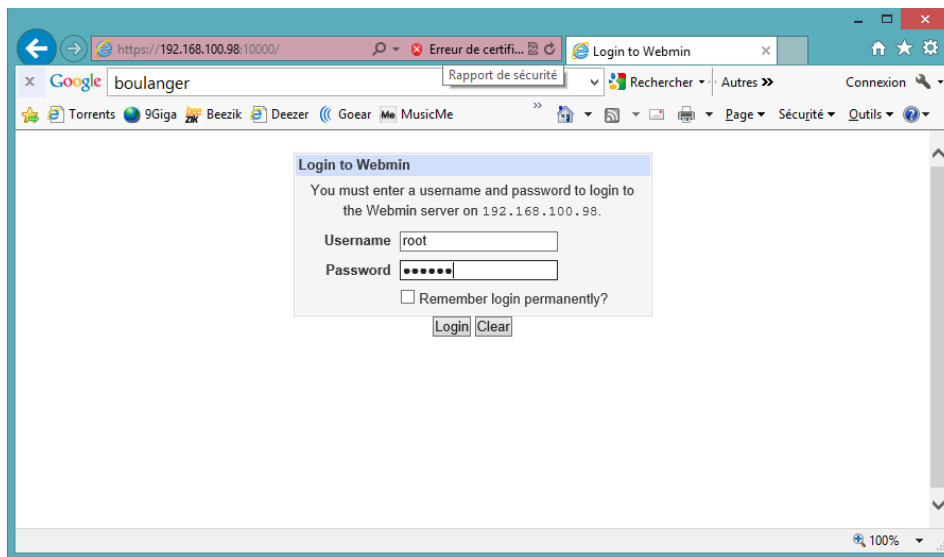 https://192.168.100.98:10000/ Erreur de certifi... Login to Webmin
Rapport de sécurité
Google boulanger Rechercher Autres Connexion
Torrents 9Giga Beezik Deezer Goear Me MusicMe Page Sécurité Outils
Login to Webmin
You must enter a username and password to login to
the Webmin server on 192.168.100.98.
Username root
Password ••••••
Remember login permanently?
Login Clear
100%